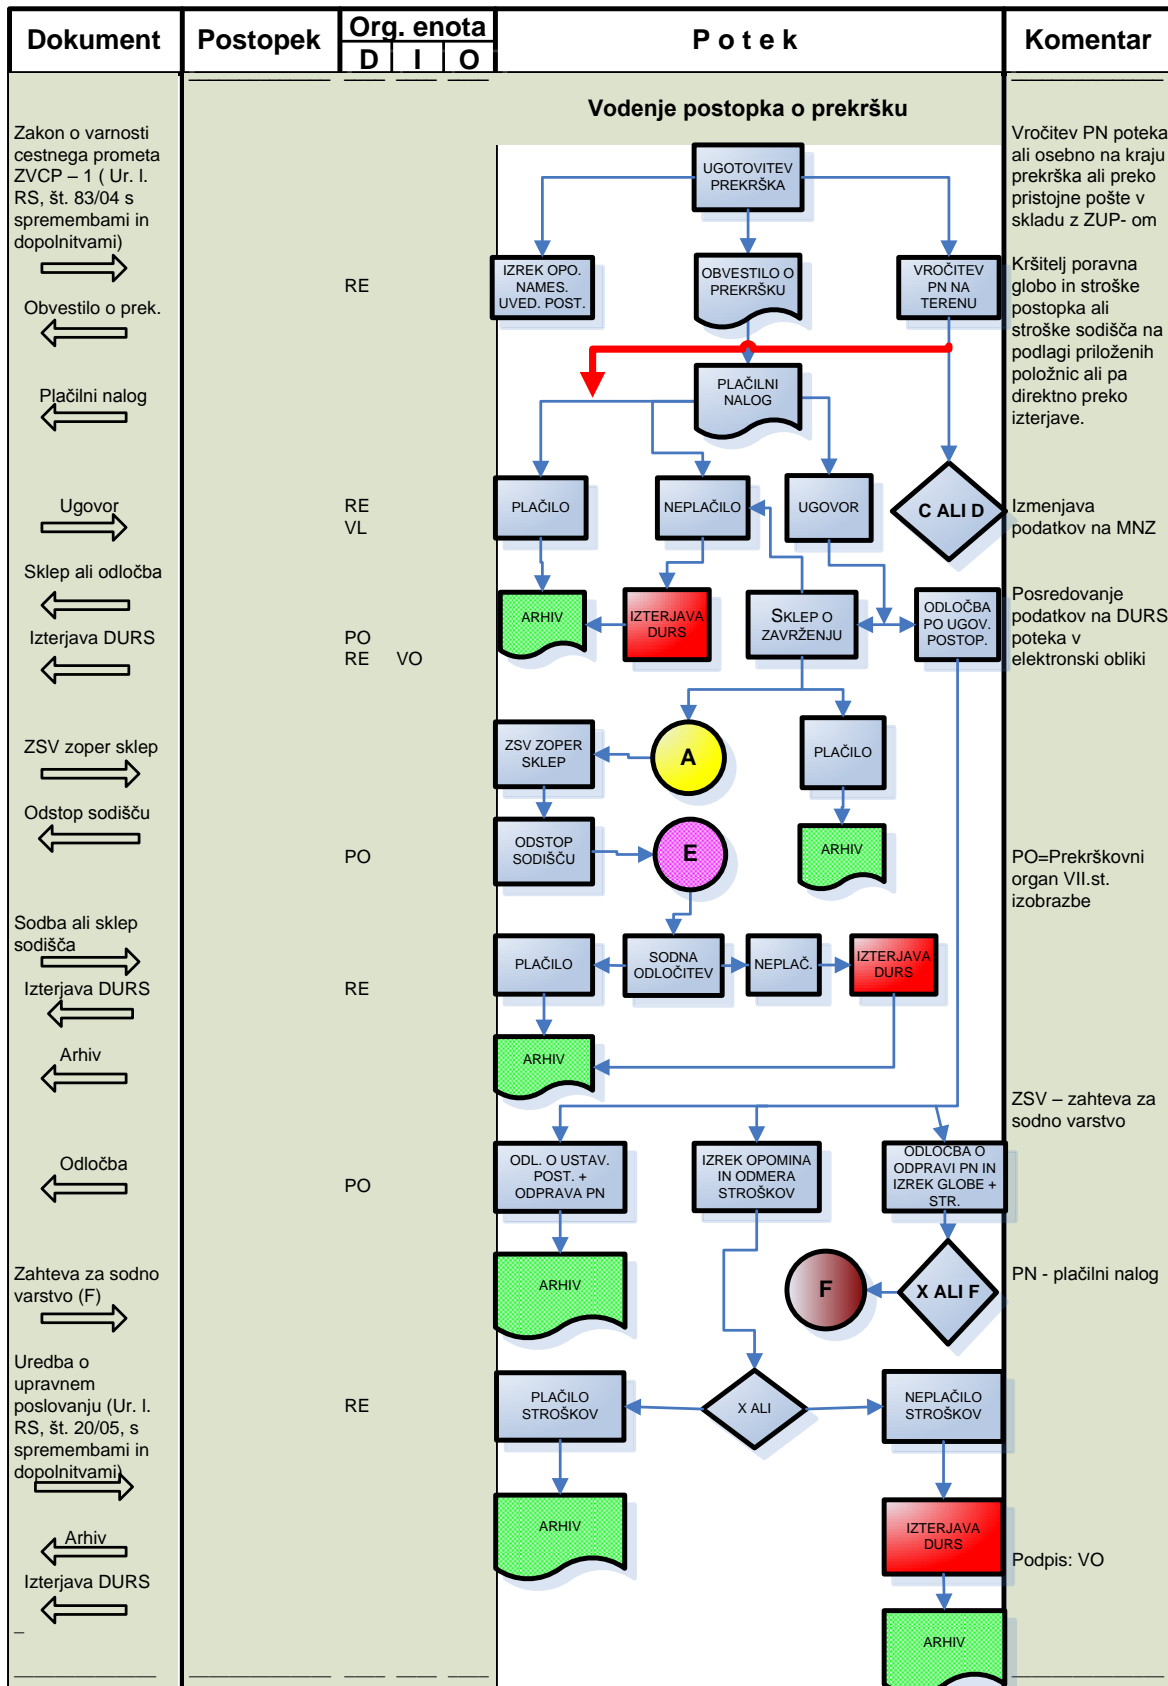 Dokument
Postopek
Org. enota
D I O
P o t e k
Komentar
Vodenje postopka o prekršku
Zakon o varnosti
cestnega prometa
ZVCP – 1 ( Ur. l.
RS, št. 83/04 s
spremembami in
dopolnitvami)
Vročitev PN poteka
ali osebno na kraju
prekrška ali preko
pristojne pošte v
skladu z ZUP- om
UGOTOVITEV
PREKRŠKA
IZREK OPO.
NAMES.
UVED. POST.
OBVESTILO O
PREKRŠKU
VROČITEV
PN NA
TERENU
RE
Obvestilo o prek.
Kršitelj poravna
globo in stroške
postopka ali
stroške sodišča na
podlagi priloženih
položnic ali pa
direktno preko
izterjave.
Plačilni nalog
PLAČILNI
NALOG
Ugovor
RE
VL
PLAČILO
NEPLAČILO
UGOVOR
C ALI D
Izmenjava
podatkov na MNZ
Sklep ali odločba
ARHIV
IZTERJAVA
DURS
SKLEP O
ZAVRŽENJU
ODLOČBA
PO UGOV.
POSTOP.
Posredovanje
podatkov na DURS
poteka v
elektronski obliki
Izterjava DURS
PO
RE VO
ZSV zoper sklep
ZSV ZOPER
SKLEP
A
PLAČILO
Odstop sodišču
PO
ODSTOP
SODIŠČU
E
ARHIV
PO=Prekrškovni
organ VII.st.
izobrazbe
Sodba ali sklep
sodišča
PLAČILO
SODNA
ODLOČITEV
NEPLAČ.
IZTERJAVA
DURS
Izterjava DURS
RE
Arhiv
ARHIV
ZSV – zahteva za
sodno varstvo
Odločba
PO
ODL. O USTAV.
POST. +
ODPRAVA PN
IZREK OPOMINA
IN ODMERA
STROŠKOV
ODLOČBA O
ODPRAVI PN IN
IZREK GLOBE +
STR.
Zahteva za sodno
varstvo (F)
ARHIV
F
X ALI F
PN - plačilni nalog
Uredba o
upravnem
poslovanju (Ur. l.
RS, št. 20/05, s
spremembami in
dopolnitvami)
RE
PLAČILO
STROŠKOV
X ALI
NEPLAČILO
STROŠKOV
Arhiv
ARHIV
IZTERJAVA
DURS
Podpis: VO
Izterjava DURS
ARHIV